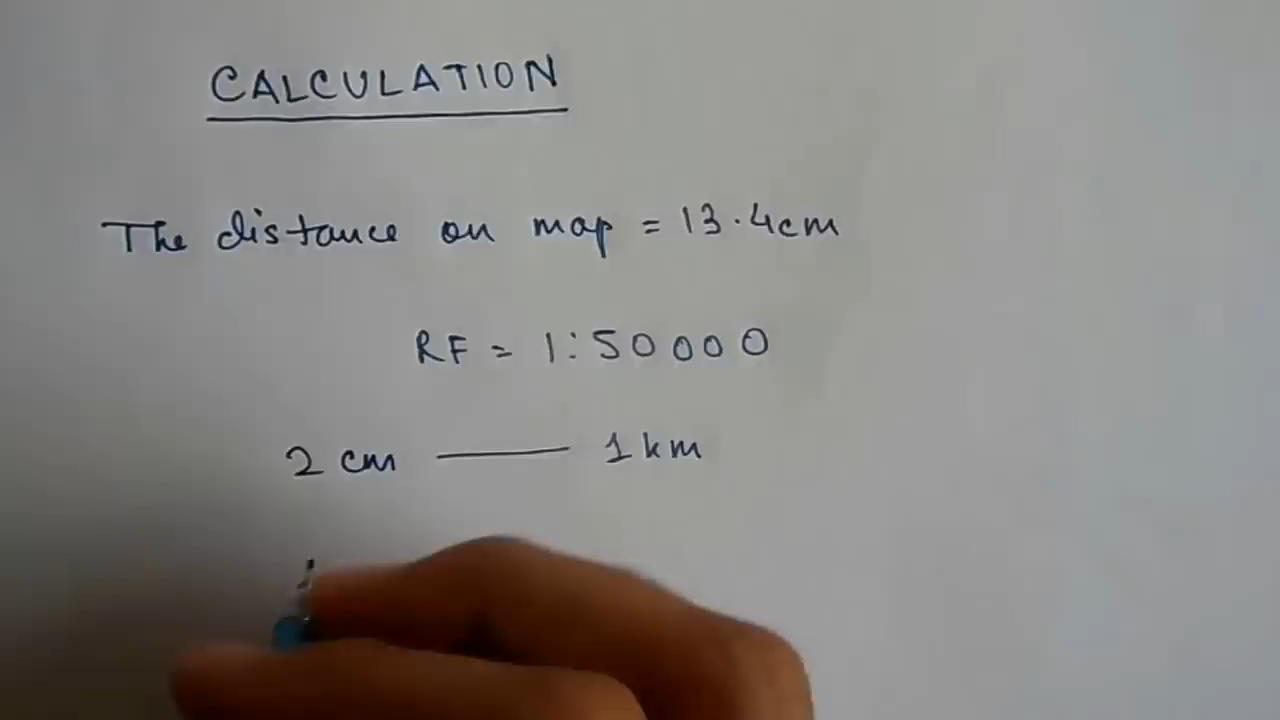 CALCULATION
The distance on map = 13.4cm
RF = 1:50000
2 cm —— 1 km